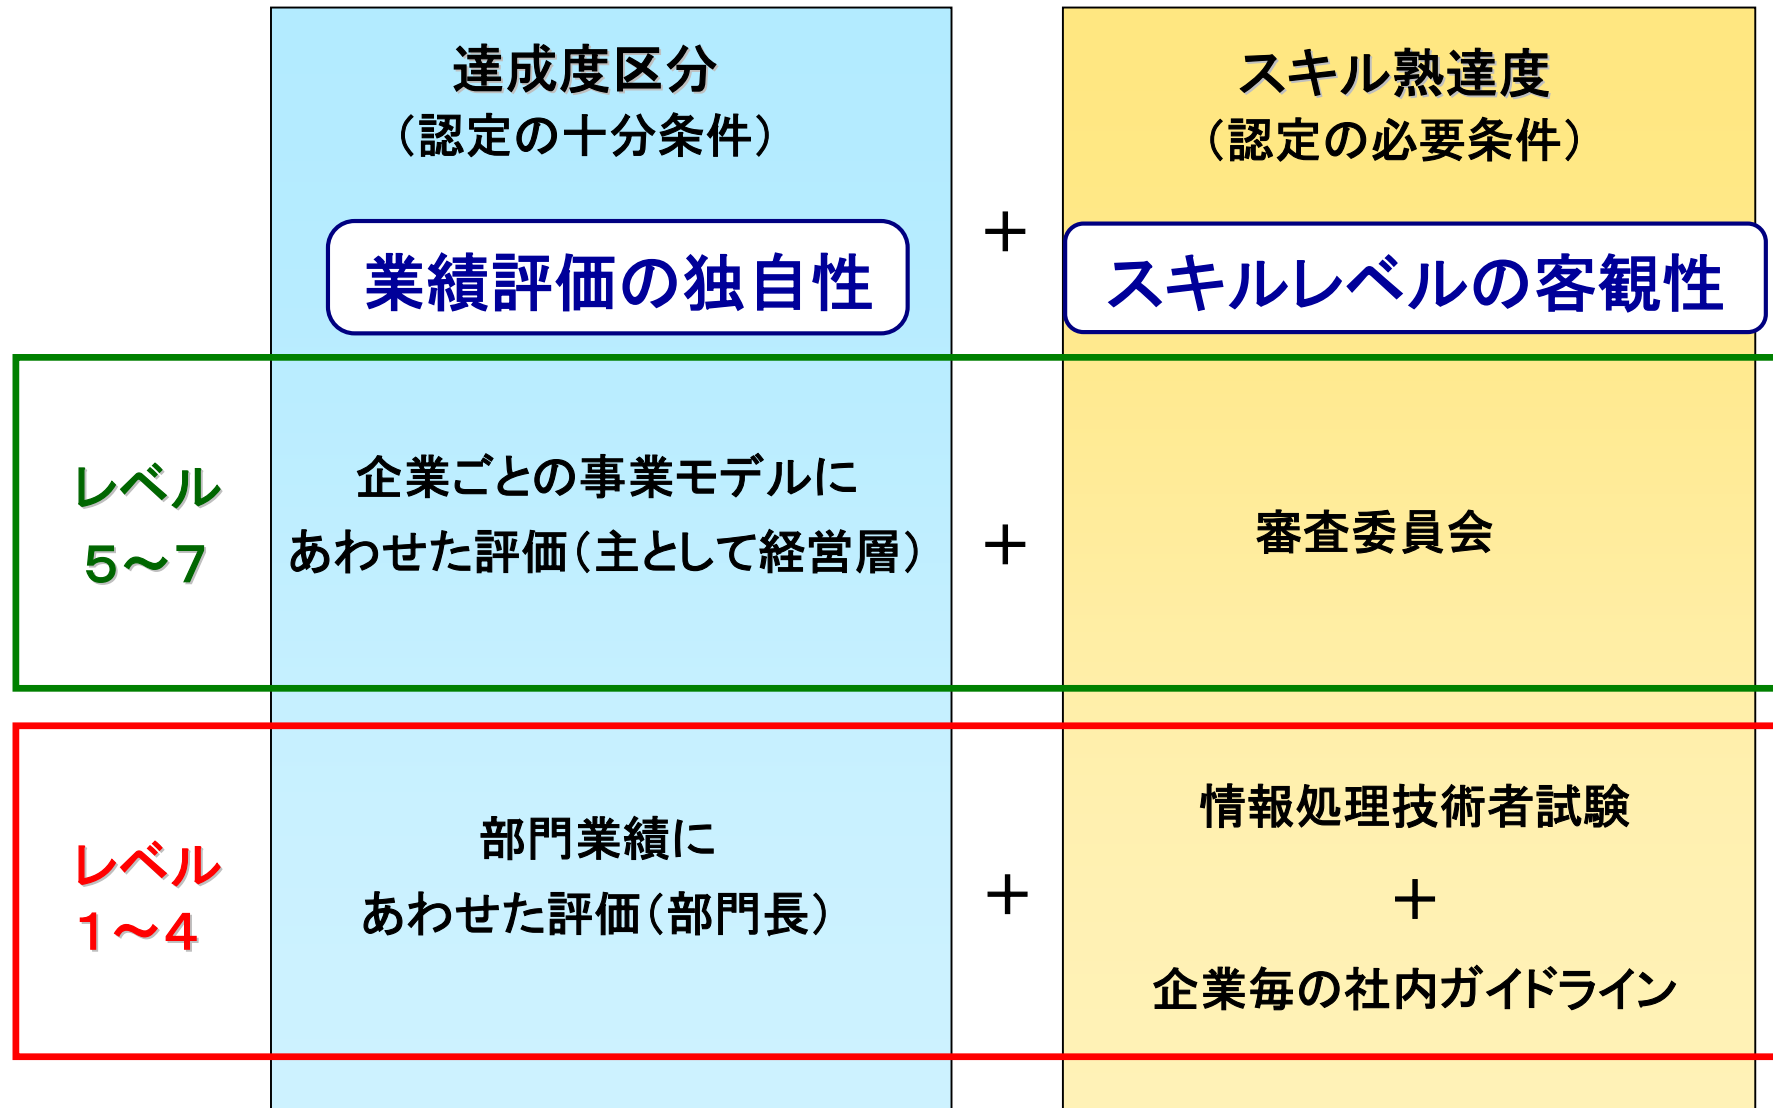 達成度区分
（認定の十分条件）
スキル熟達度
（認定の必要条件）
＋
業績評価の独自性
スキルレベルの客観性
レベル
５～７
企業ごとの事業モデルに
あわせた評価（主として経営層）
＋
審査委員会
レベル
１～４
部門業績に
あわせた評価（部門長）
＋
情報処理技術者試験
＋
企業毎の社内ガイドライン